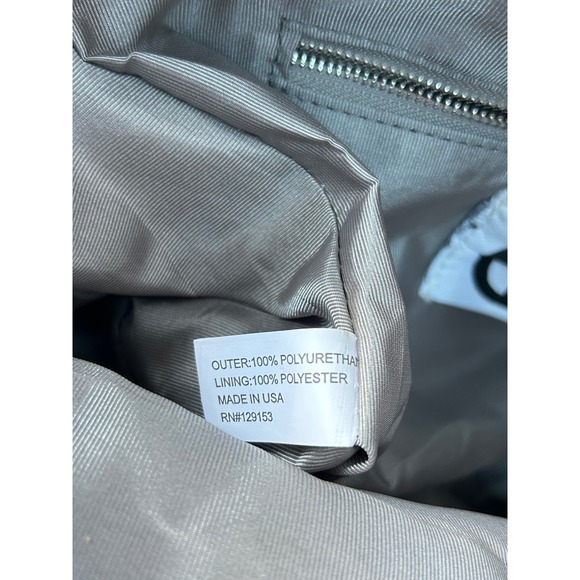 OUTER:100% POLYURETHAN
LINING:100% POLYESTER
MADE IN USA
RN#129153